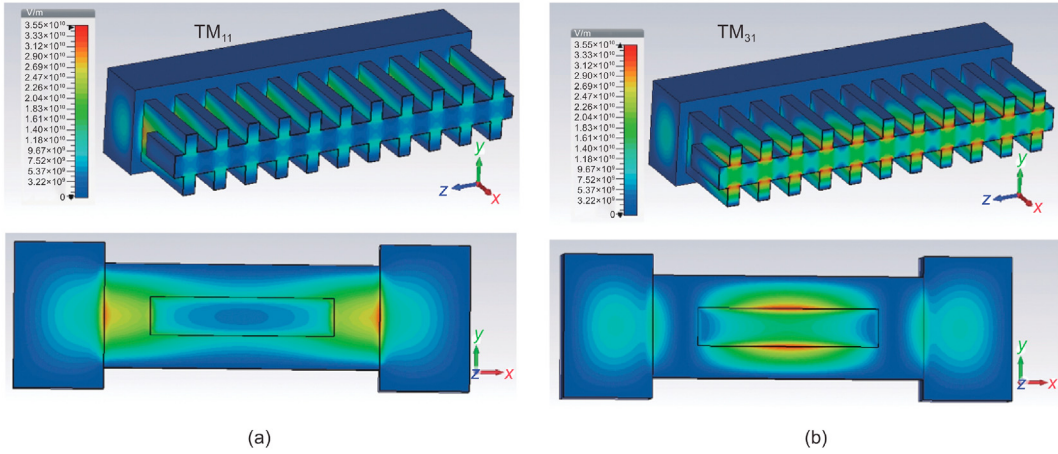 V/m
3.55×10¹⁰
3.33×10¹⁰
3.12×10¹⁰
2.90×10¹⁰
2.69×10¹⁰
2.47×10¹⁰
2.26×10¹⁰
2.04×10¹⁰
1.83×10¹⁰
1.61×10¹⁰
1.40×10¹⁰
1.18×10¹⁰
9.67×10⁹
7.52×10⁹
5.37×10⁹
3.22×10⁹
0
TM₁₁
y
z
x
V/m
3.55×10¹⁰
3.33×10¹⁰
3.12×10¹⁰
2.90×10¹⁰
2.69×10¹⁰
2.47×10¹⁰
2.26×10¹⁰
2.04×10¹⁰
1.83×10¹⁰
1.61×10¹⁰
1.40×10¹⁰
1.18×10¹⁰
9.67×10⁹
7.52×10⁹
5.37×10⁹
3.22×10⁹
0
TM₃₁
y
z
x
y
z x
y
z x
(a)
(b)